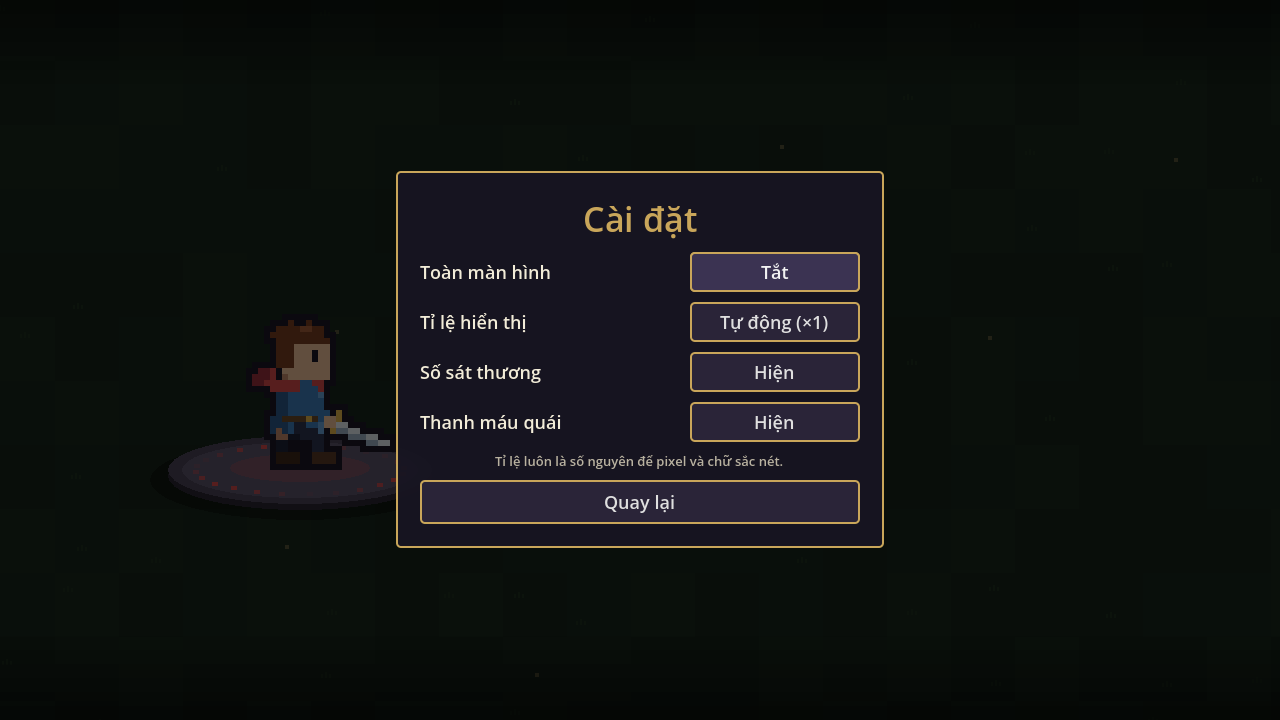 Cài đặt
Toàn màn hình Tắt
Tỉ lệ hiển thị Tự động (×1)
Số sát thương Hiện
Thanh máu quái Hiện
Tỉ lệ luôn là số nguyên để pixel và chữ sắc nét.
Quay lại